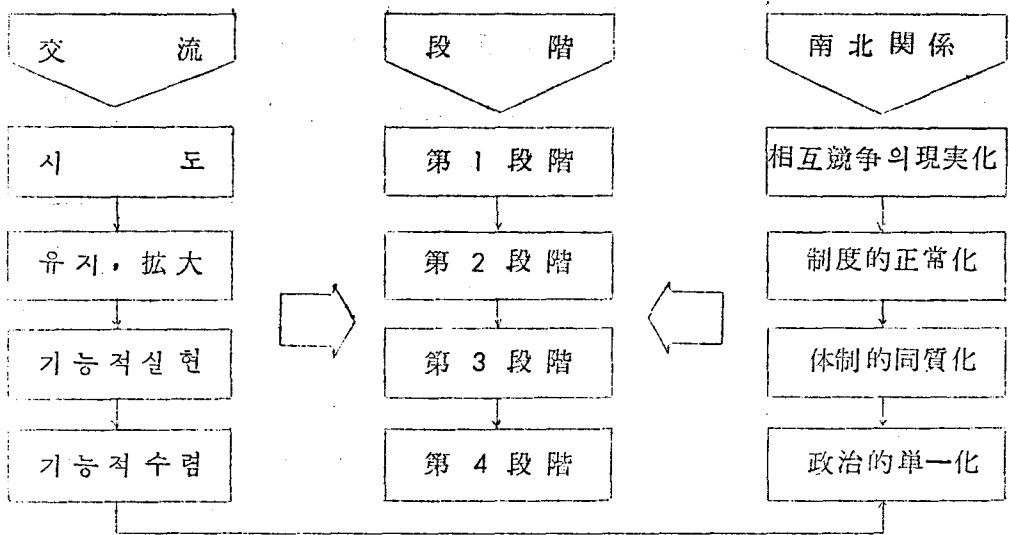 交流
段階
南北関係
시도
第1段階
相互競争의現実化
유지, 拡大
第2段階
制度的正常化
기능적실현
第3段階
体制的同質化
기능적수렴
第4段階
政治的単一化